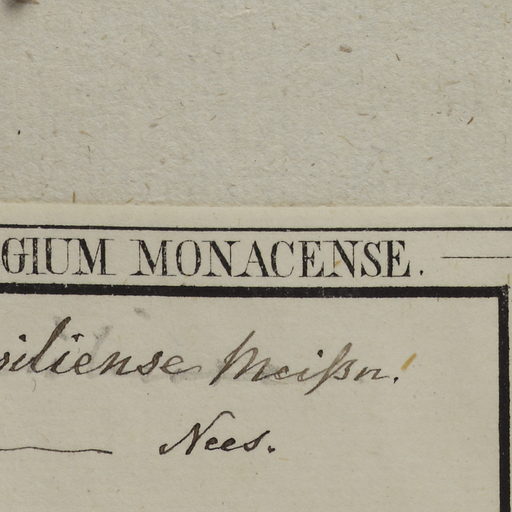 GIUM MONACENSE.
siliense Meißn.
Nees.